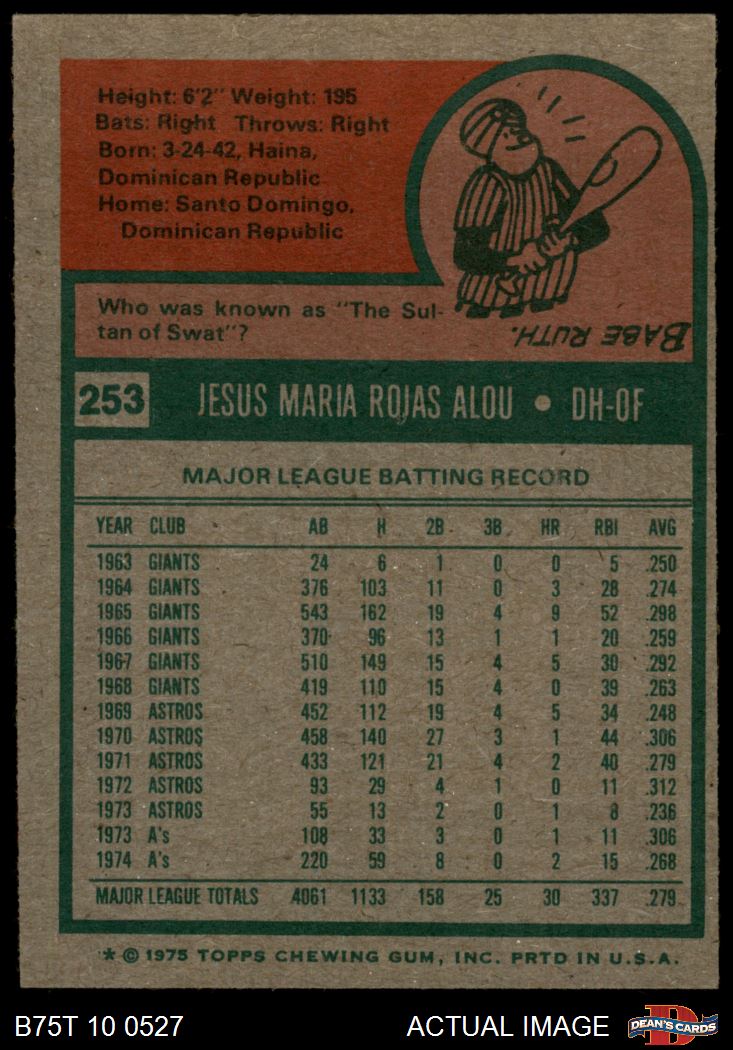 Height: 6'2" Weight: 195
Bats: Right Throws: Right
Born: 3-24-42, Haina,
Dominican Republic
Home: Santo Domingo,
Dominican Republic
Who was known as "The Sul-
tan of Swat"?
BABE RUTH.
253 JESUS MARIA ROJAS ALOU • DH-OF
MAJOR LEAGUE BATTING RECORD
YEAR CLUB AB H 2B 3B HR RBI AVG
1963 GIANTS 24 6 1 0 0 5 .250
1964 GIANTS 376 103 11 0 3 28 .274
1965 GIANTS 543 162 19 4 9 52 .298
1966 GIANTS 370 96 13 1 1 20 .259
1967 GIANTS 510 149 15 4 5 30 .292
1968 GIANTS 419 110 15 4 0 39 .263
1969 ASTROS 452 112 19 4 5 34 .248
1970 ASTROS 458 140 27 3 1 44 .306
1971 ASTROS 433 121 21 4 2 40 .279
1972 ASTROS 93 29 4 1 0 11 .312
1973 ASTROS 55 13 2 0 1 8 .236
1973 A's 108 33 3 0 1 11 .306
1974 A's 220 59 8 0 2 15 .268
MAJOR LEAGUE TOTALS 4061 1133 158 25 30 337 .279
* © 1975 TOPPS CHEWING GUM, INC. PRTD IN U.S.A.
B75T 10 0527 ACTUAL IMAGE DEAN'S CARDS